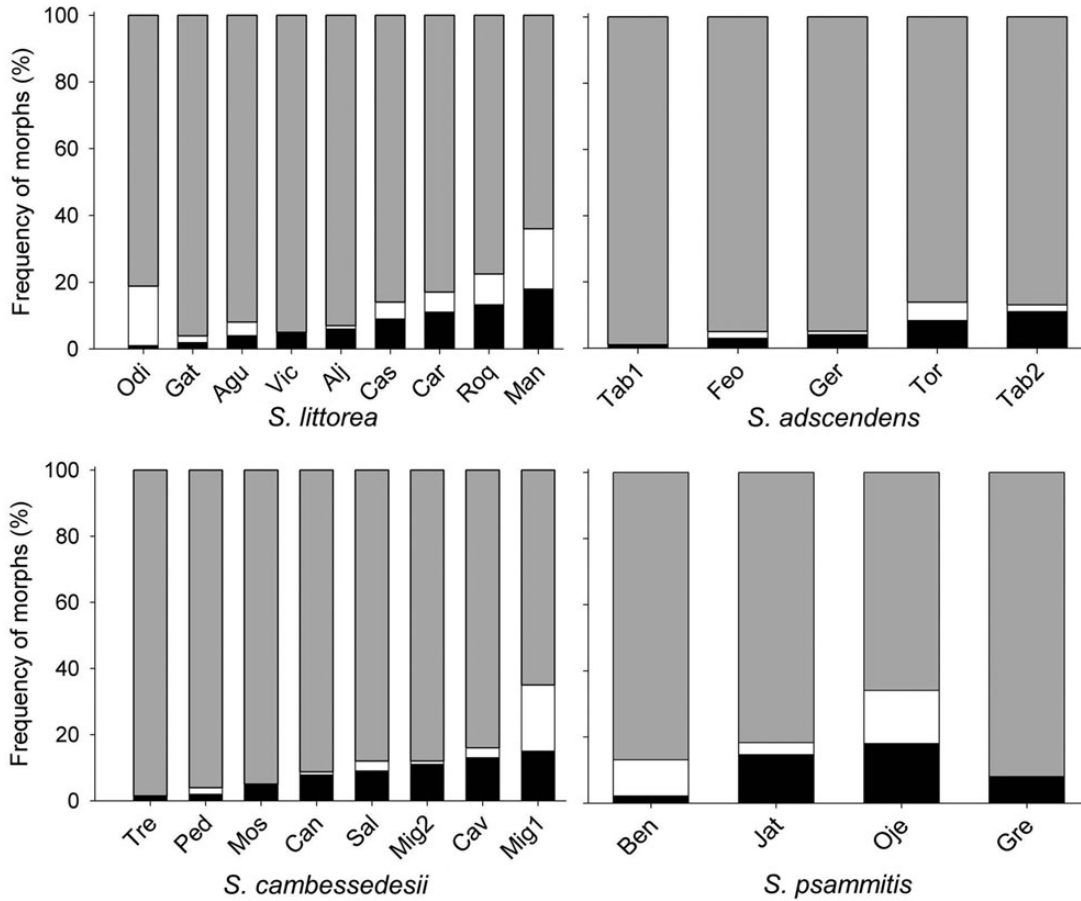 Frequency of morphs (%)
100
80
60
40
20
0
Odi Gat Agu Vic Alj Cas Car Roq Man
S. littorea
Tab1 Feo Ger Tor Tab2
S. adscendens
Frequency of morphs (%)
100
80
60
40
20
0
Tre Ped Mos Can Sal Mig2 Cav Mig1
S. cambessedesii
Ben Jat Oje Gre
S. psammitis